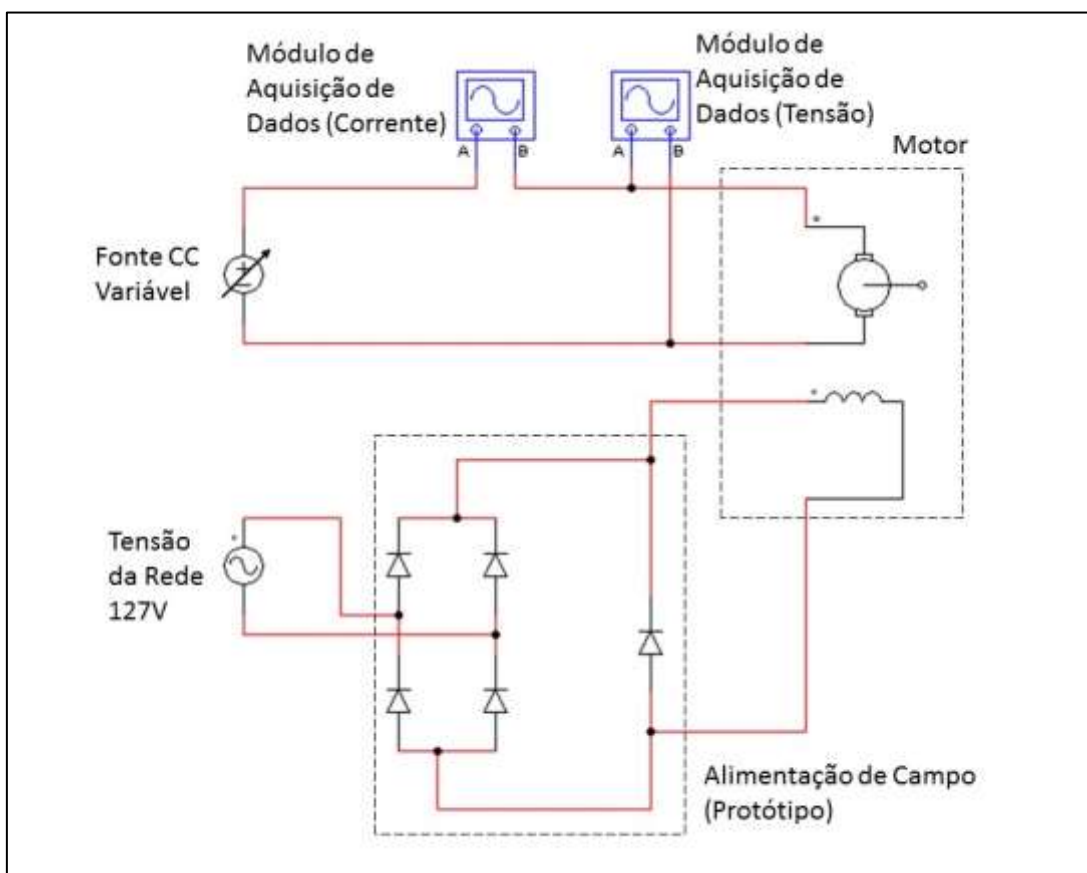 Módulo de
Aquisição de
Dados (Corrente)
A
B
Módulo de
Aquisição de
Dados (Tensão)
A
B
Motor
Fonte CC
Variável
Tensão
da Rede
127V
Alimentação de Campo
(Protótipo)